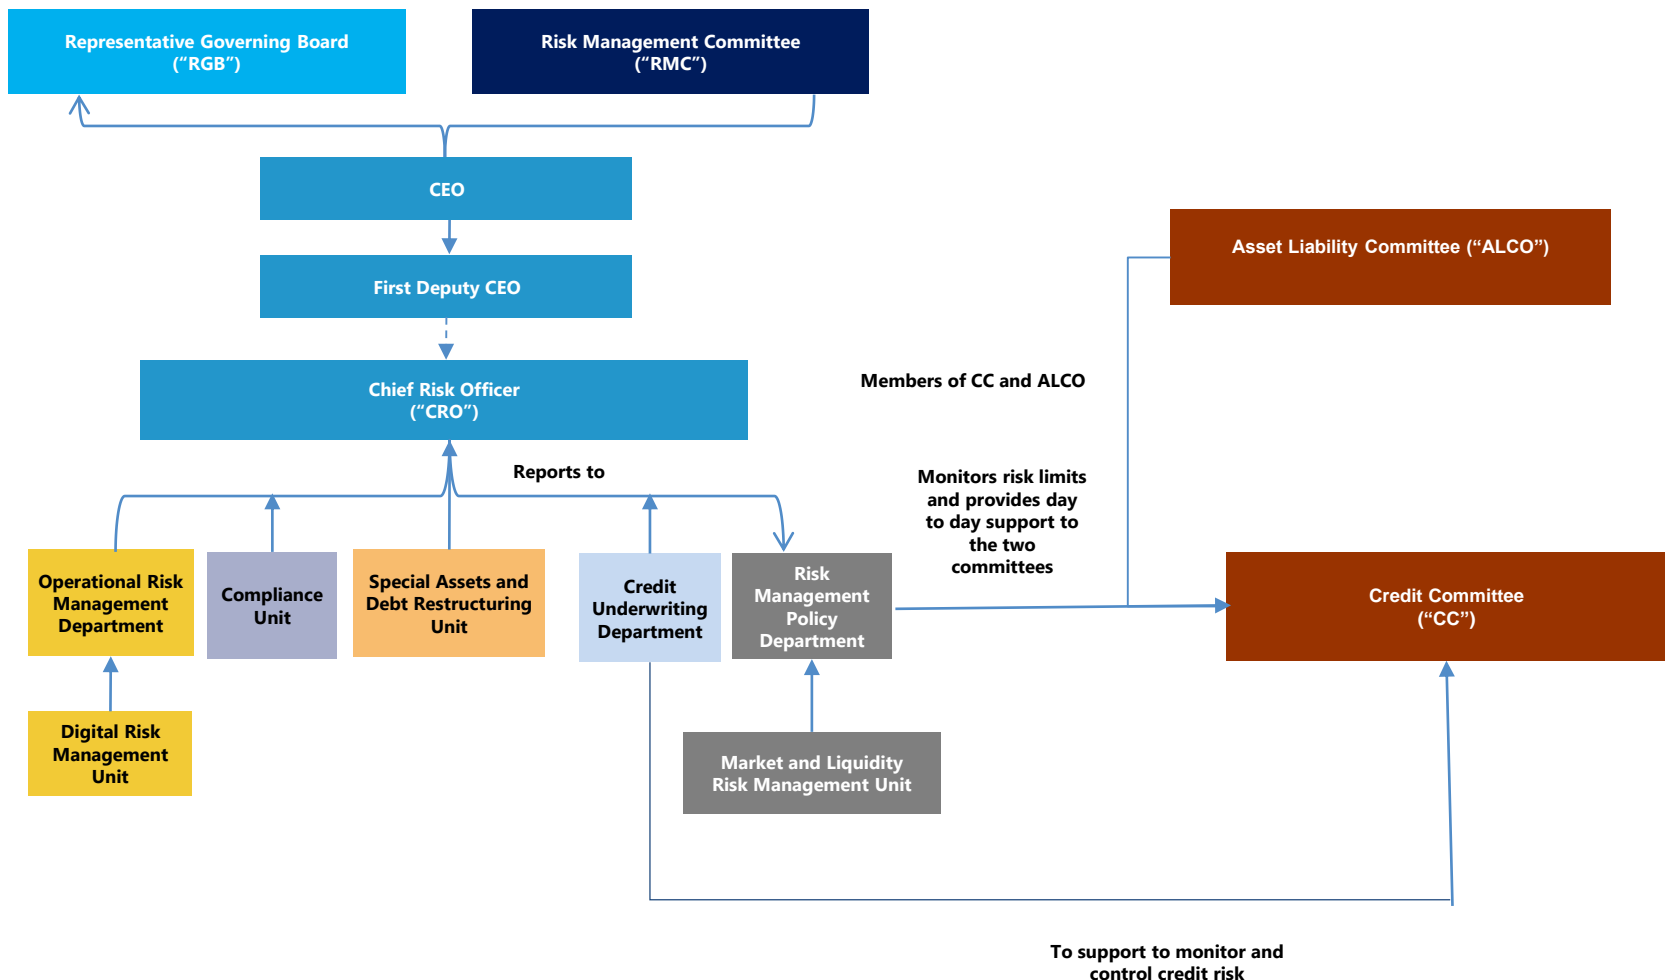 Representative Governing Board
(“RGB”)
Risk Management Committee
(“RMC”)
CEO
Asset Liability Committee (“ALCO”)
First Deputy CEO
Chief Risk Officer
(“CRO”)
Members of CC and ALCO
Reports to
Monitors risk limits
and provides day
to day support to
the two
committees
Operational Risk
Management
Department
Compliance
Unit
Special Assets and
Debt Restructuring
Unit
Credit
Underwriting
Department
Risk
Management
Policy
Department
Credit Committee
(“CC”)
Digital Risk
Management
Unit
Market and Liquidity
Risk Management Unit
To support to monitor and
control credit risk